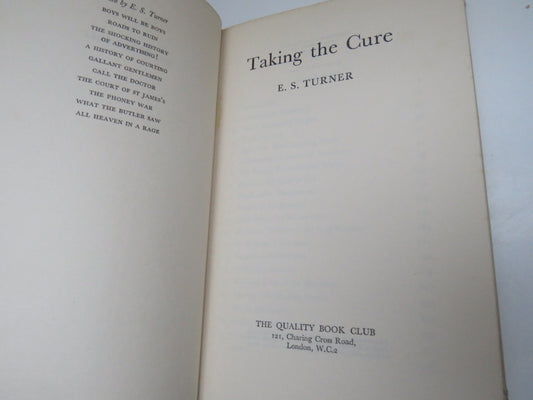 by E. S. Turner
BOYS WILL BE BOYS
ROADS TO RUIN
THE SHOCKING HISTORY
OF ADVERTISING!
A HISTORY OF COURTING
GALLANT GENTLEMEN
CALL THE DOCTOR
THE COURT OF ST JAMES'S
THE PHONEY WAR
WHAT THE BUTLER SAW
ALL HEAVEN IN A RAGE
Taking the Cure
E. S. TURNER
THE QUALITY BOOK CLUB
121, Charing Cross Road,
London, W.C.2